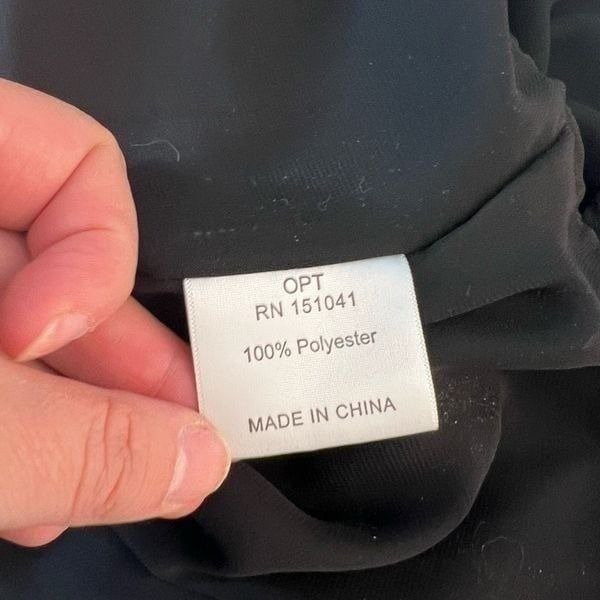 OPT
RN 151041
100% Polyester
MADE IN CHINA